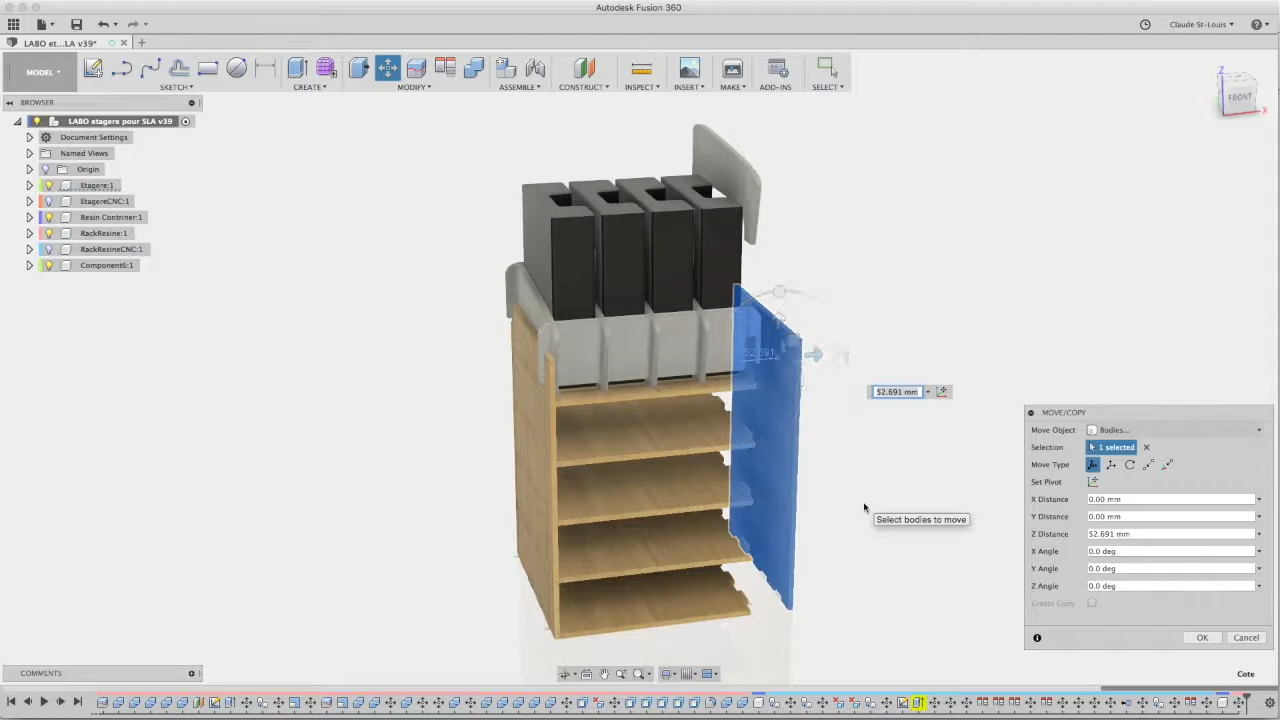 Autodesk Fusion 360
Claude St-Louis
LABO et...LA v39*
MODEL
SKETCH
CREATE
MODIFY
ASSEMBLE
CONSTRUCT
INSPECT
INSERT
MAKE
ADD-INS
SELECT
Z
FRONT
X
BROWSER
LABO etagere pour SLA v39
Document Settings
Named Views
Origin
Etagere:1
EtagereCNC:1
Resin Contriner:1
RackResine:1
RackResineCNC:1
Component6:1
52.691
52.691 mm
MOVE/COPY
Move Object Bodies...
Selection 1 selected
Move Type
Set Pivot
X Distance 0.00 mm
Y Distance 0.00 mm
Z Distance 52.691 mm
X Angle 0.0 deg
Y Angle 0.0 deg
Z Angle 0.0 deg
Create Copy
OK Cancel
Select bodies to move
COMMENTS
Cote